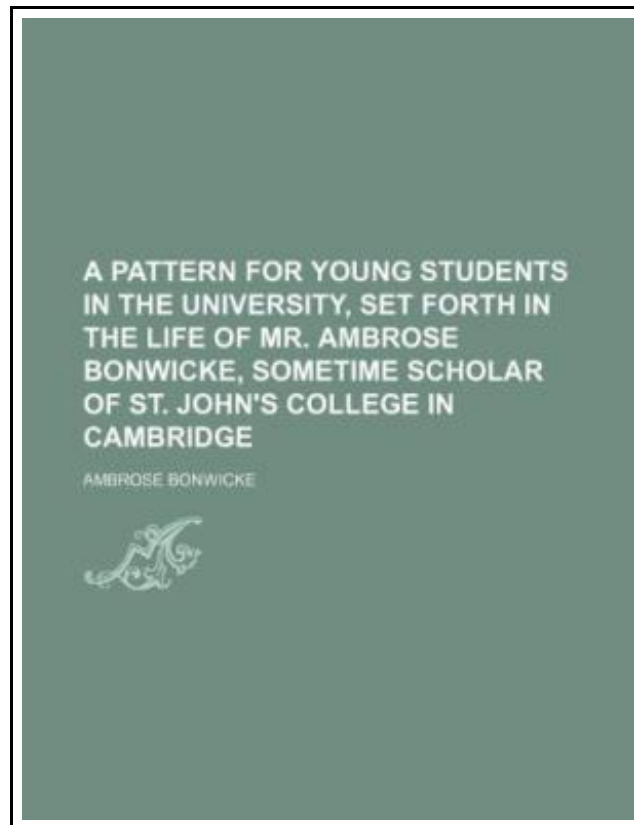 A PATTERN FOR YOUNG STUDENTS
IN THE UNIVERSITY, SET FORTH IN
THE LIFE OF MR. AMBROSE
BONWICKE, SOMETIME SCHOLAR
OF ST. JOHN'S COLLEGE IN
CAMBRIDGE
AMBROSE BONWICKE